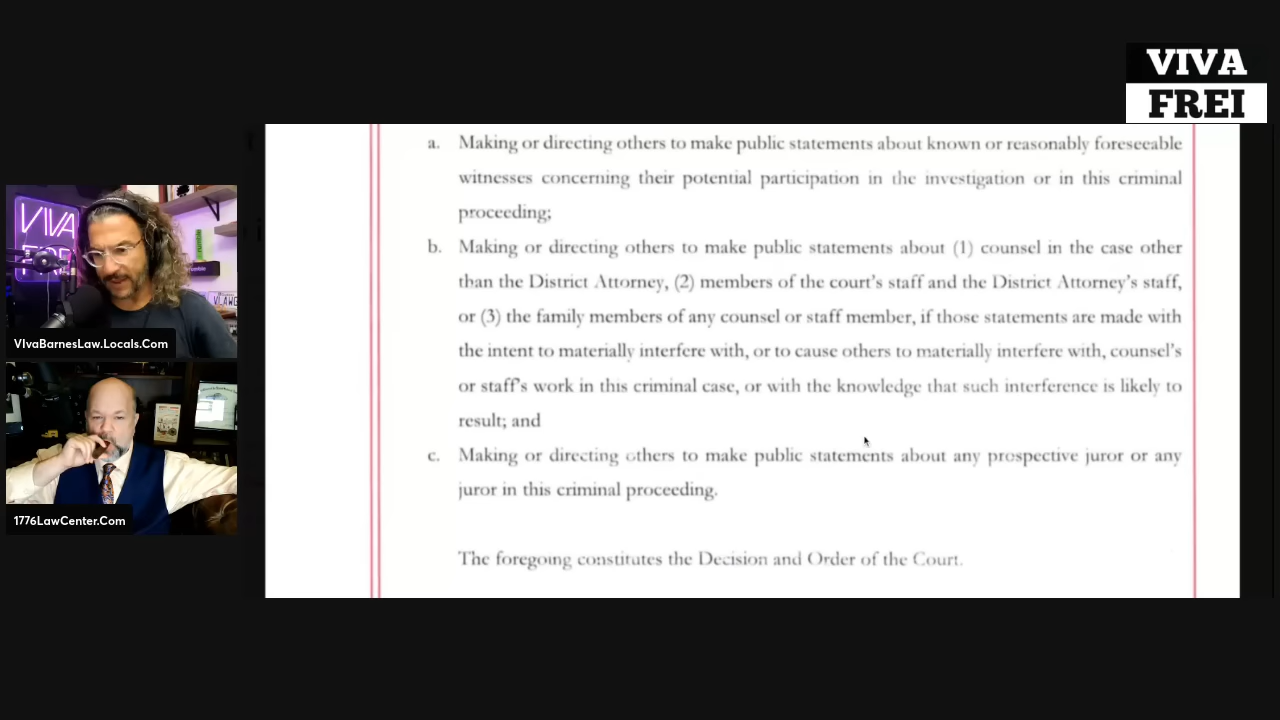 VIVA
FREI
a. Making or directing others to make public statements about known or reasonably foreseeable
witnesses concerning their potential participation in the investigation or in this criminal
proceeding;
b. Making or directing others to make public statements about (1) counsel in the case other
than the District Attorney, (2) members of the court's staff and the District Attorney's staff,
or (3) the family members of any counsel or staff member, if those statements are made with
the intent to materially interfere with, or to cause others to materially interfere with, counsel's
or staff's work in this criminal case, or with the knowledge that such interference is likely to
result; and
c. Making or directing others to make public statements about any prospective juror or any
juror in this criminal proceeding.
The foregoing constitutes the Decision and Order of the Court.
VIVA
VIvaBarnesLaw.Locals.Com
1776LawCenter.Com